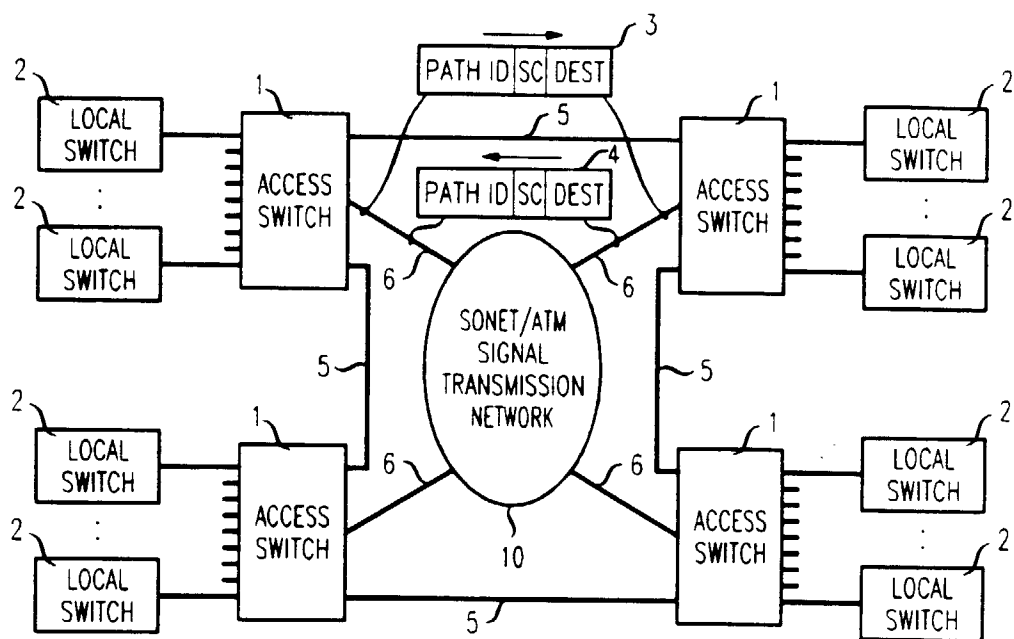 3
PATH ID SC DEST
2
LOCAL
SWITCH
1
5
1
2
LOCAL
SWITCH
4
PATH ID SC DEST
ACCESS
SWITCH
ACCESS
SWITCH
2
LOCAL
SWITCH
6
6
2
LOCAL
SWITCH
SONET/ATM
SIGNAL
TRANSMISSION
NETWORK
5
5
2
LOCAL
SWITCH
1
1
2
LOCAL
SWITCH
6
6
ACCESS
SWITCH
ACCESS
SWITCH
2
LOCAL
SWITCH
10
2
LOCAL
SWITCH
5